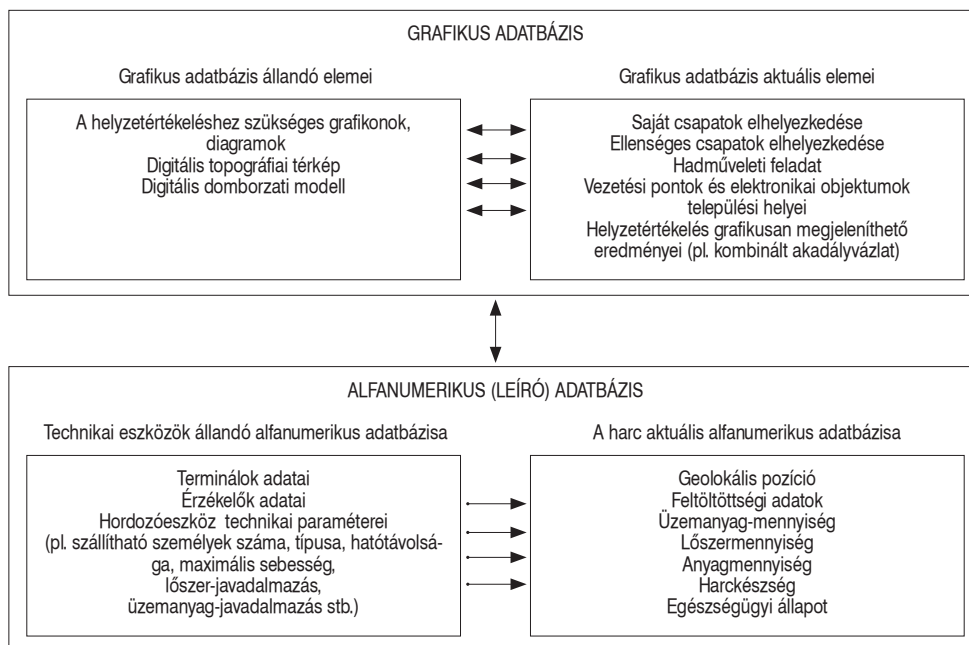 GRAFIKUS ADATBÁZIS
Grafikus adatbázis állandó elemei
A helyzetértékeléshez szükséges grafikonok,
diagramok
Digitális topográfiai térkép
Digitális domborzati modell
Grafikus adatbázis aktuális elemei
Saját csapatok elhelyezkedése
Ellenséges csapatok elhelyezkedése
Hadműveleti feladat
Vezetési pontok és elektronikai objektumok
települési helyei
Helyzetértékelés grafikusan megjeleníthető
eredményei (pl. kombinált akadályvázlat)
ALFANUMERIKUS (LEÍRÓ) ADATBÁZIS
Technikai eszközök állandó alfanumerikus adatbázisa
Terminálok adatai
Érzékelők adatai
Hordozóeszköz technikai paraméterei
(pl. szállítható személyek száma, típusa, hatótávolsá-
ga, maximális sebesség,
lőszer-javadalmazás,
üzemanyag-javadalmazás stb.)
A harc aktuális alfanumerikus adatbázisa
Geolokális pozíció
Feltöltöttségi adatok
Üzemanyag-mennyiség
Lőszermennyiség
Anyagmennyiség
Harckészség
Egészségügyi állapot